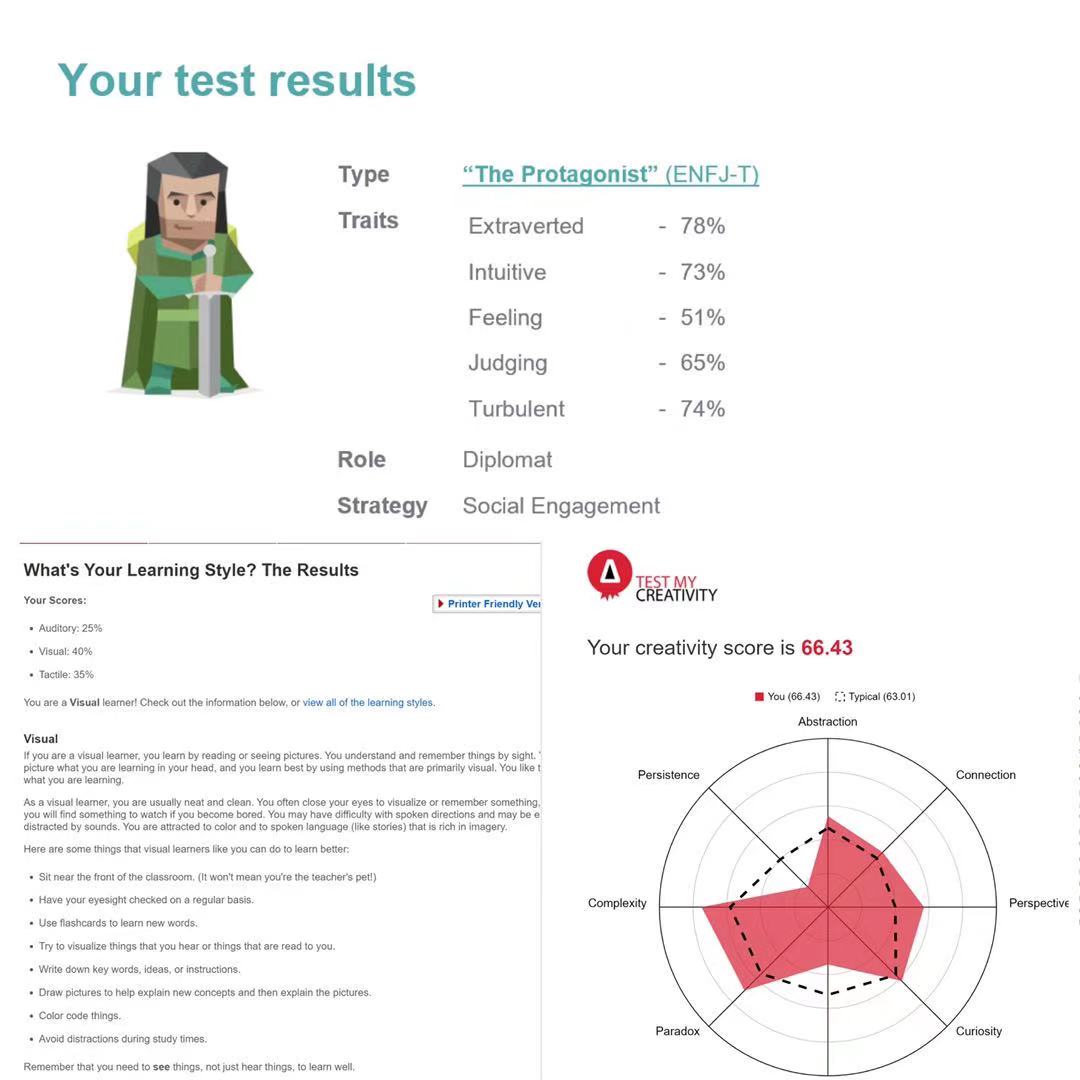 Your test results
Type “The Protagonist” (ENFJ-T)
Traits
Extraverted - 78%
Intuitive - 73%
Feeling - 51%
Judging - 65%
Turbulent - 74%
Role Diplomat
Strategy Social Engagement
What's Your Learning Style? The Results
Your Scores:
Printer Friendly
• Auditory: 25%
• Visual: 40%
• Tactile: 35%
You are a Visual learner! Check out the information below, or view all of the learning styles.
Visual
If you are a visual learner, you learn by reading or seeing pictures. You understand and remember things by sight.
picture what you are learning in your head, and you learn best by using methods that are primarily visual. You like
what you are learning.
As a visual learner, you are usually neat and clean. You often close your eyes to visualize or remember something,
you will find something to watch if you become bored. You may have difficulty with spoken directions and may be
distracted by sounds. You are attracted to color and to spoken language (like stories) that is rich in imagery.
Here are some things that visual learners like you can do to learn better:
• Sit near the front of the classroom. (It won't mean you're the teacher's pet!)
• Have your eyesight checked on a regular basis.
• Use flashcards to learn new words.
• Try to visualize things that you hear or things that are read to you.
• Write down key words, ideas, or instructions.
• Draw pictures to help explain new concepts and then explain the pictures.
• Color code things.
• Avoid distractions during study times.
Remember that you need to see things, not just hear things, to learn well.
TEST MY
CREATIVITY
Your creativity score is 66.43
You (66.43) Typical (63.01)
Abstraction
Persistence
Connection
Complexity
Perspective
Paradox
Curiosity